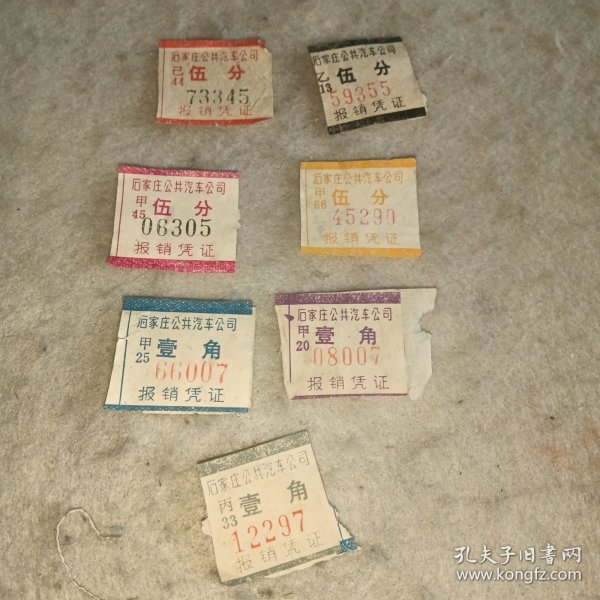 石家庄公共汽车公司
己 伍分
44
73345
报销凭证
石家庄公共汽车公司
乙 伍分
13
59355
报销凭证
石家庄公共汽车公司
甲 伍分
45
06305
报销凭证
石家庄公共汽车公司
甲 伍分
66
45290
报销凭证
石家庄公共汽车公司
甲 壹角
25
66007
报销凭证
石家庄公共汽车公司
甲 壹角
20
08007
报销凭证
石家庄公共汽车公司
丙 壹角
33
12297
报销凭证
孔夫子旧书网
www.kongfz.com